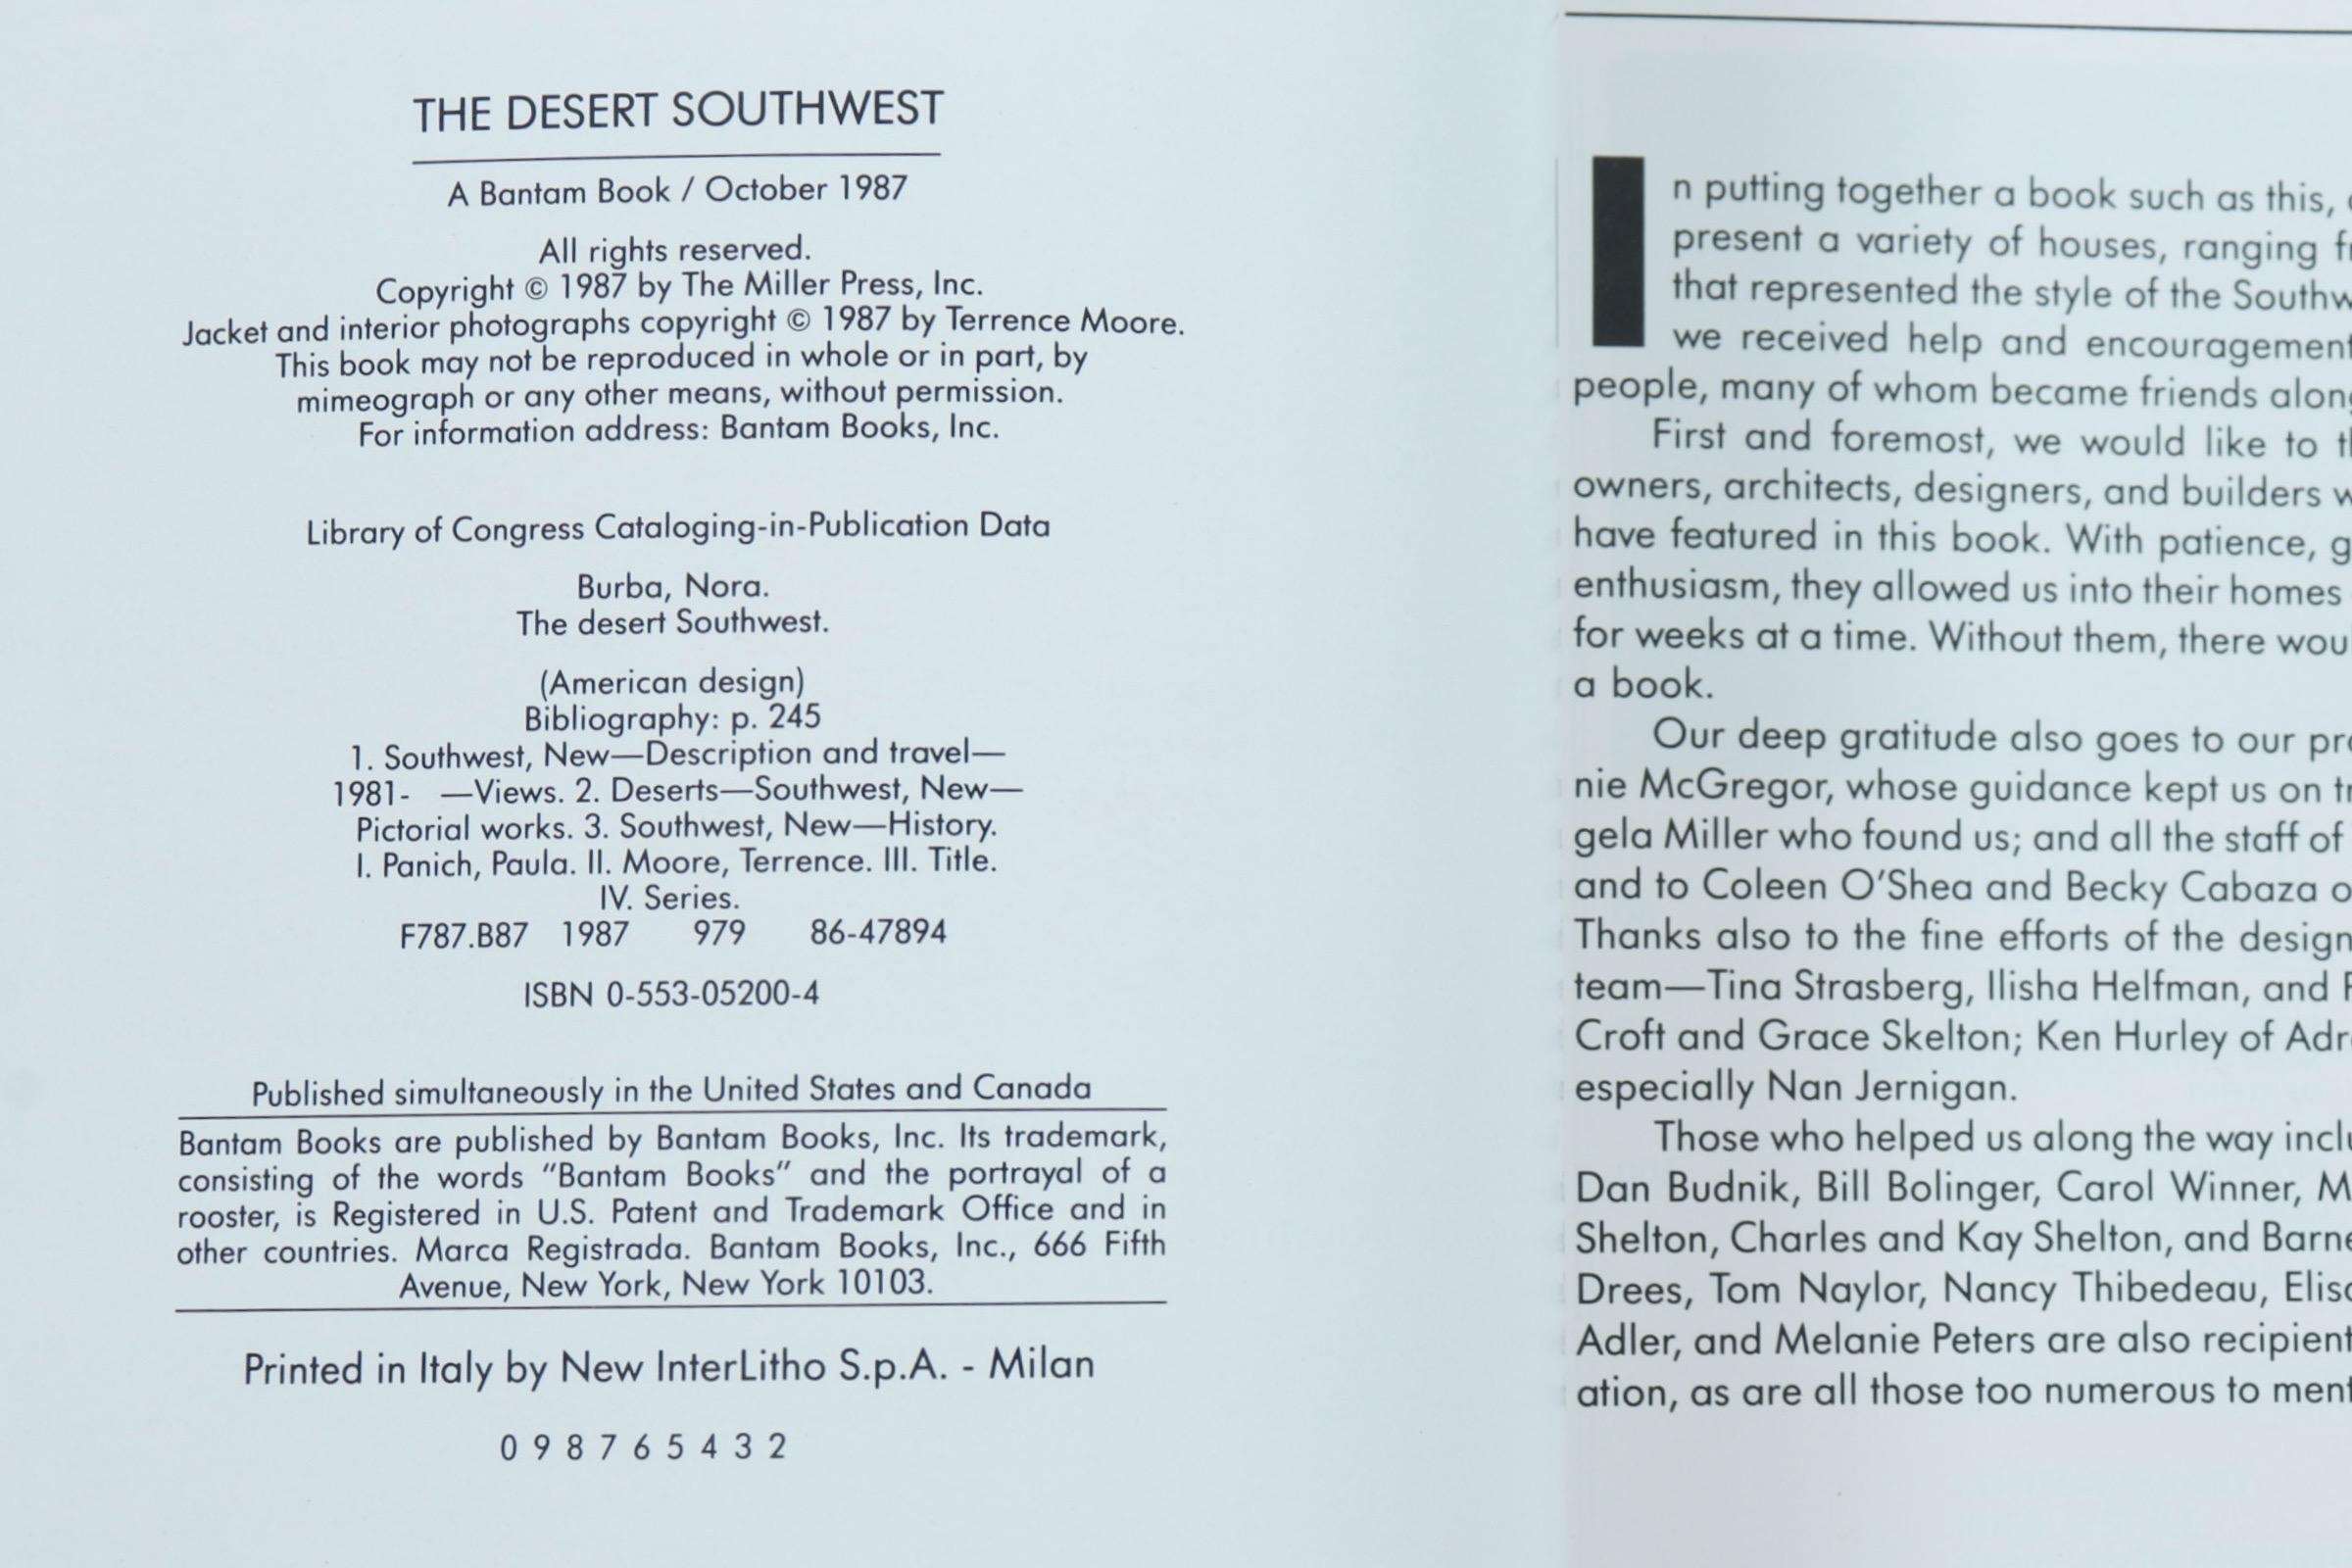 THE DESERT SOUTHWEST
A Bantam Book / October 1987
All rights reserved.
Copyright © 1987 by The Miller Press, Inc.
Jacket and interior photographs copyright © 1987 by Terrence Moore.
This book may not be reproduced in whole or in part, by
mimeograph or any other means, without permission.
For information address: Bantam Books, Inc.
Library of Congress Cataloging-in-Publication Data
Burba, Nora.
The desert Southwest.
(American design)
Bibliography: p. 245
1. Southwest, New—Description and travel—
1981- —Views. 2. Deserts—Southwest, New—
Pictorial works. 3. Southwest, New—History.
I. Panich, Paula. II. Moore, Terrence. III. Title.
IV. Series.
F787.B87 1987 979 86-47894
ISBN 0-553-05200-4
Published simultaneously in the United States and Canada
Bantam Books are published by Bantam Books, Inc. Its trademark,
consisting of the words “Bantam Books” and the portrayal of a
rooster, is Registered in U.S. Patent and Trademark Office and in
other countries. Marca Registrada. Bantam Books, Inc., 666 Fifth
Avenue, New York, New York 10103.
Printed in Italy by New InterLitho S.p.A. - Milan
0 9 8 7 6 5 4 3 2
In putting together a book such as this,
present a variety of houses, ranging
that represented the style of the
we received help and encouragement
people, many of whom became friends
First and foremost, we would like to
owners, architects, designers, and builders
have featured in this book. With patience,
enthusiasm, they allowed us into their homes
for weeks at a time. Without them, there
a book.
Our deep gratitude also goes to our
nie McGregor, whose guidance kept us on
gela Miller who found us; and all the staff of
and to Coleen O’Shea and Becky Cabaza
Thanks also to the fine efforts of the design
team—Tina Strasberg, Ilisha Helfman, and
Croft and Grace Skelton; Ken Hurley of
especially Nan Jernigan.
Those who helped us along the way
Dan Budnik, Bill Bolinger, Carol Winner,
Shelton, Charles and Kay Shelton, and
Drees, Tom Naylor, Nancy Thibedeau,
Adler, and Melanie Peters are also
ation, as are all those too numerous to